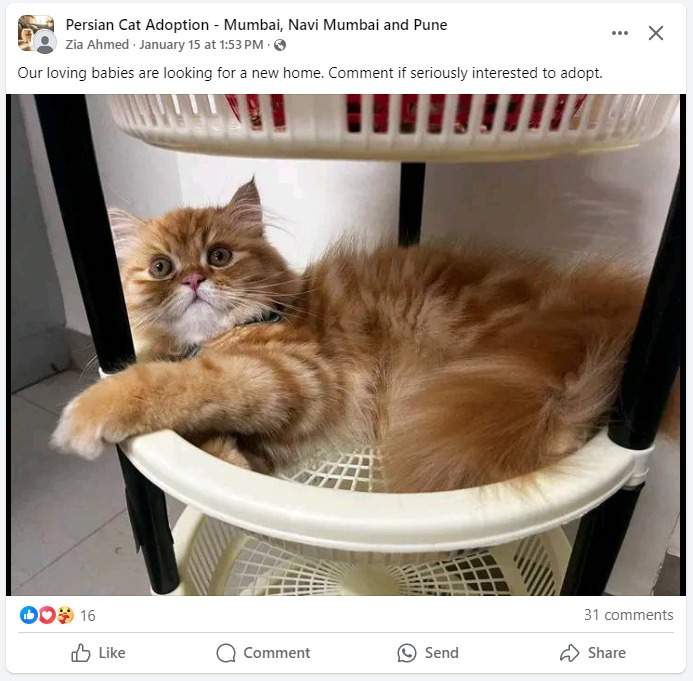 Persian Cat Adoption - Mumbai, Navi Mumbai and Pune
Zia Ahmed · January 15 at 1:53 PM ·
Our loving babies are looking for a new home. Comment if seriously interested to adopt.
16
31 comments
Like
Comment
Send
Share